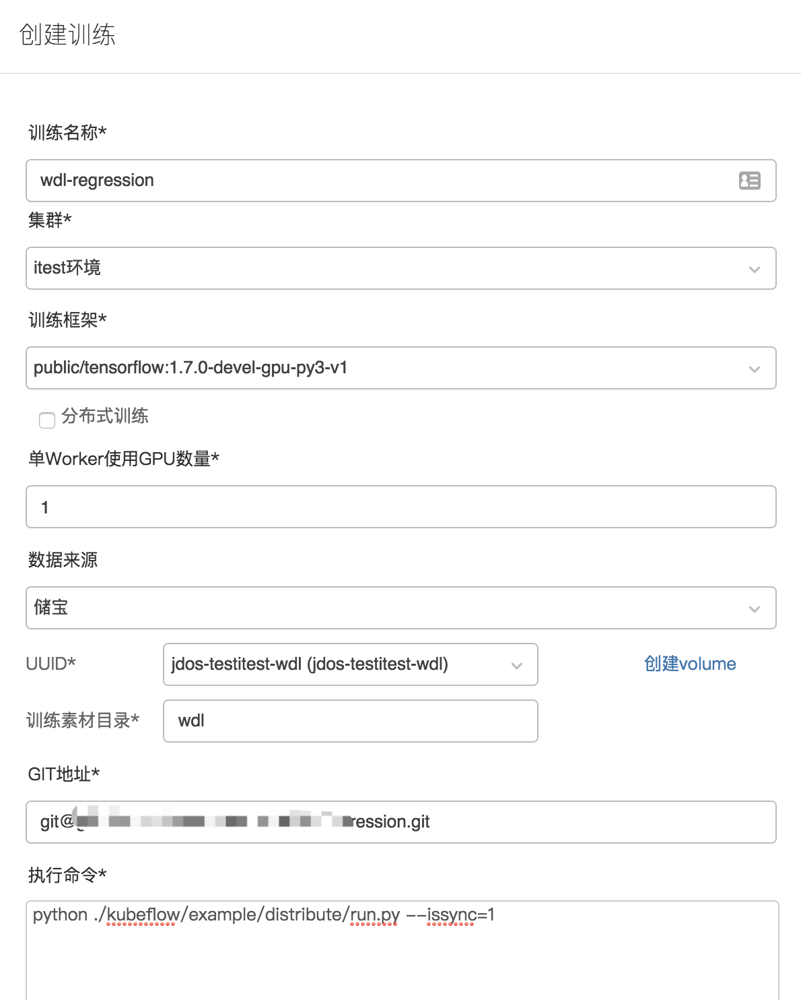 创建训练
训练名称*
wdl-regression
集群*
itest环境
训练框架*
public/tensorflow:1.7.0-devel-gpu-py3-v1
分布式训练
单Worker使用GPU数量*
1
数据来源
储宝
UUID* jdos-testitest-wdl (jdos-testitest-wdl) 创建volume
训练素材目录* wdl
GIT地址*
git@ ression.git
执行命令*
python ./kubeflow/example/distribute/run.py --issync=1